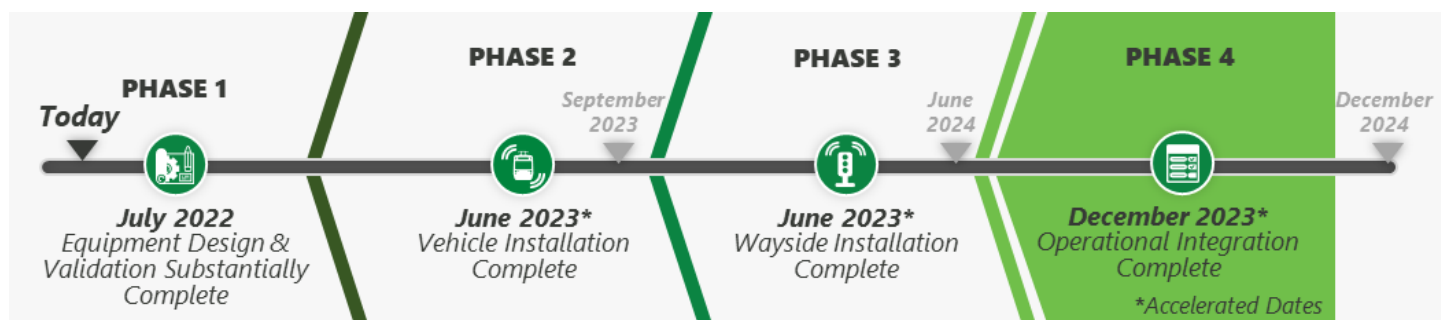 PHASE 1
Today
July 2022
Equipment Design &
Validation Substantially
Complete
PHASE 2
September
2023
June 2023*
Vehicle Installation
Complete
PHASE 3
June
2024
June 2023*
Wayside Installation
Complete
PHASE 4
December 2023*
Operational Integration
Complete
*Accelerated Dates
December
2024